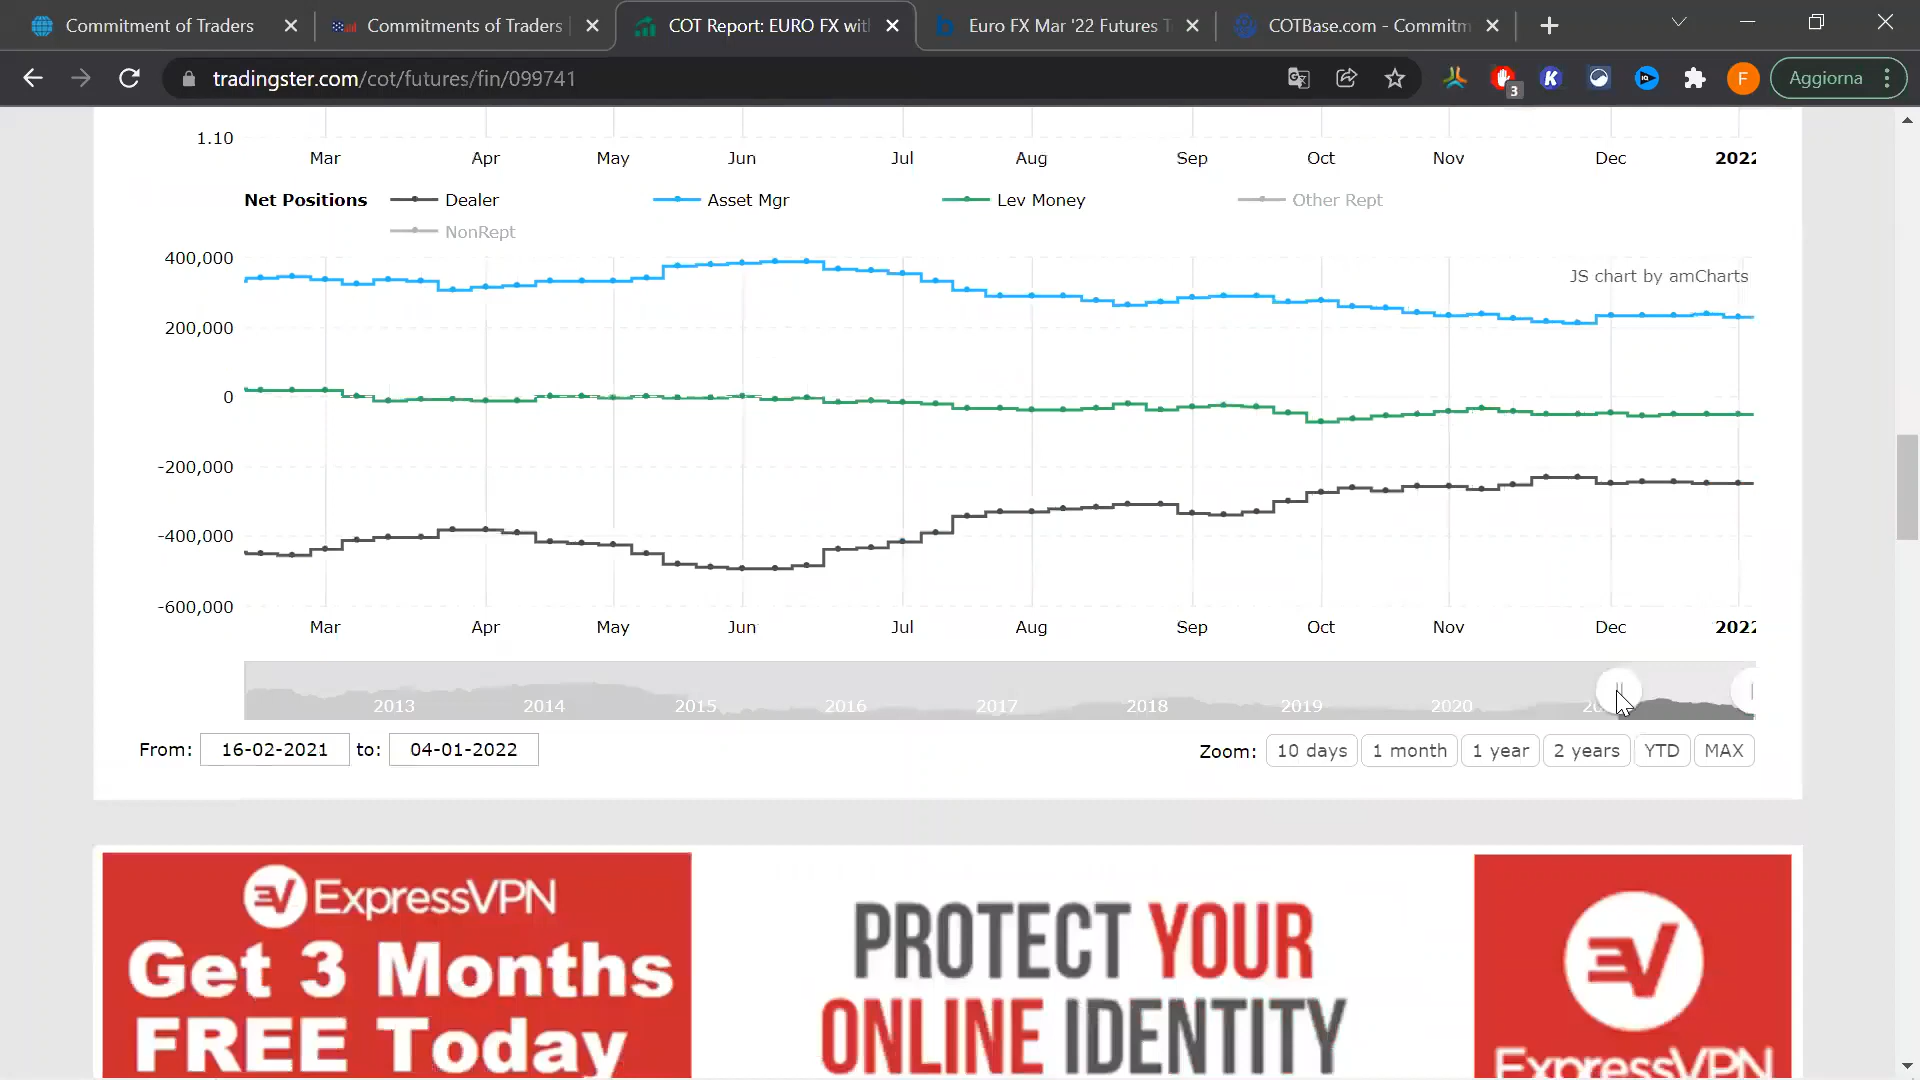 Commitment of Traders
Commitments of Traders
COT Report: EURO FX wit
Euro FX Mar '22 Futures T
COTBase.com - Commitm
tradingster.com/cot/futures/fin/099741
3
F
Aggiorna
1.10
Mar Apr May Jun Jul Aug Sep Oct Nov Dec 2022
Net Positions Dealer Asset Mgr Lev Money Other Rept
NonRept
400,000
JS chart by amCharts
200,000
0
-200,000
-400,000
-600,000
Mar Apr May Jun Jul Aug Sep Oct Nov Dec 2022
2013 2014 2015 2016 2017 2018 2019 2020
From: 16-02-2021 to: 04-01-2022
Zoom: 10 days 1 month 1 year 2 years YTD MAX
ExpressVPN
Get 3 Months
FREE Today
PROTECT YOUR
ONLINE IDENTITY
ExpressVPN